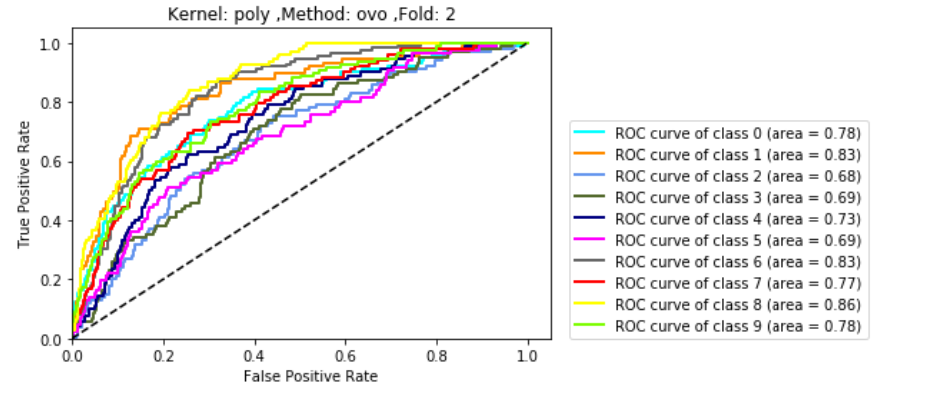 Kernel: poly ,Method: ovo ,Fold: 2
True Positive Rate
1.0
0.8
0.6
0.4
0.2
0.0
0.0 0.2 0.4 0.6 0.8 1.0
False Positive Rate
ROC curve of class 0 (area = 0.78)
ROC curve of class 1 (area = 0.83)
ROC curve of class 2 (area = 0.68)
ROC curve of class 3 (area = 0.69)
ROC curve of class 4 (area = 0.73)
ROC curve of class 5 (area = 0.69)
ROC curve of class 6 (area = 0.83)
ROC curve of class 7 (area = 0.77)
ROC curve of class 8 (area = 0.86)
ROC curve of class 9 (area = 0.78)